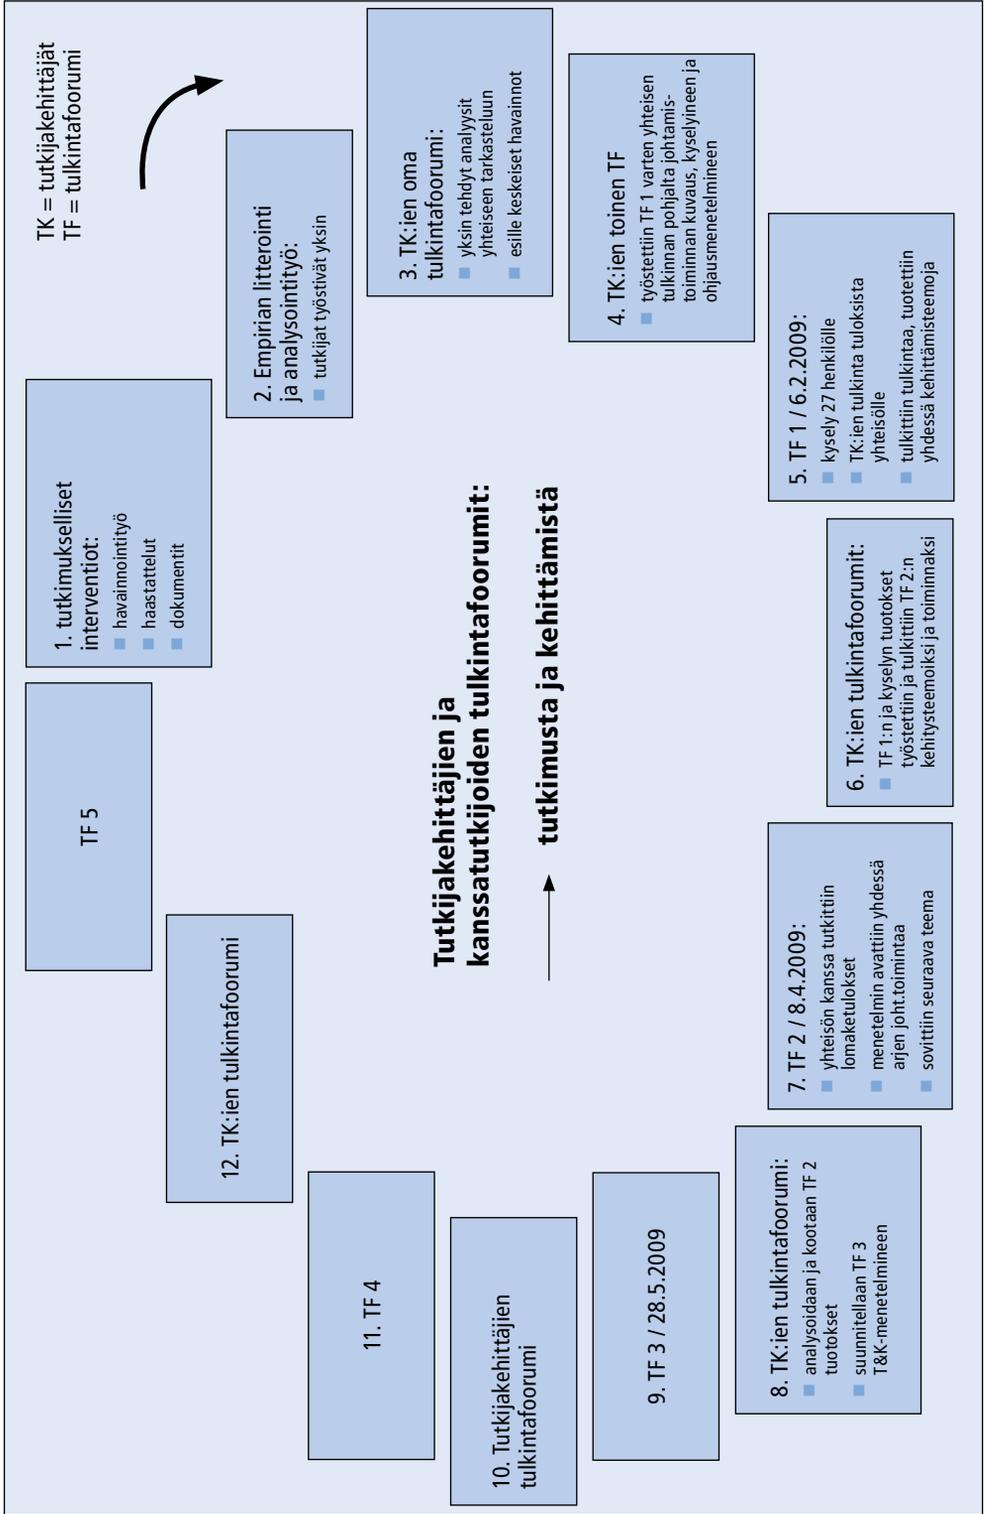 TK = tutkijakehittäjät
TF = tulkintafoorumi
1. tutkimukselliset
interventiot:
havainnointityö
haastattelut
dokumentit
2. Empirian litterointi
ja analysointityö:
tutkijat työstivät yksin
3. TK:ien oma
tulkintafoorumi:
yksin tehdyt analyysit
yhteiseen tarkasteluun
esille keskeiset havainnot
4. TK:ien toinen TF
työstettiin TF 1 varten yhteisen
tulkinnan pohjalta johtamis-
toiminnan kuvaus, kyselyineen ja
ohjausmenetelmineen
5. TF 1 / 6.2.2009:
kysely 27 henkilölle
TK:ien tulkinta tuloksista
yhteisölle
tulkittiin tulkintaa, tuotettiin
yhdessä kehittämisteemoja
6. TK:ien tulkintafoorumit:
TF 1:n ja kyselyn tuotokset
työstettiin ja tulkittiin TF 2:n
kehitysteemoiksi ja toiminnaksi
7. TF 2 / 8.4.2009:
yhteisön kanssa tutkittiin
lomaketulokset
menetelmin avattiin yhdessä
arjen joht.toimintaa
sovittiin seuraava teema
8. TK:ien tulkintafoorumi:
analysoidaan ja kootaan TF 2
tuotokset
suunnitellaan TF 3
T&K-menetelmineen
9. TF 3 / 28.5.2009
10. Tutkijakehittäjien
tulkintafoorumi
11. TF 4
12. TK:ien tulkintafoorumi
TF 5
Tutkijakehittäjien ja
kanssatutkijoiden tulkintafoorumit:
tutkimusta ja kehittämistä